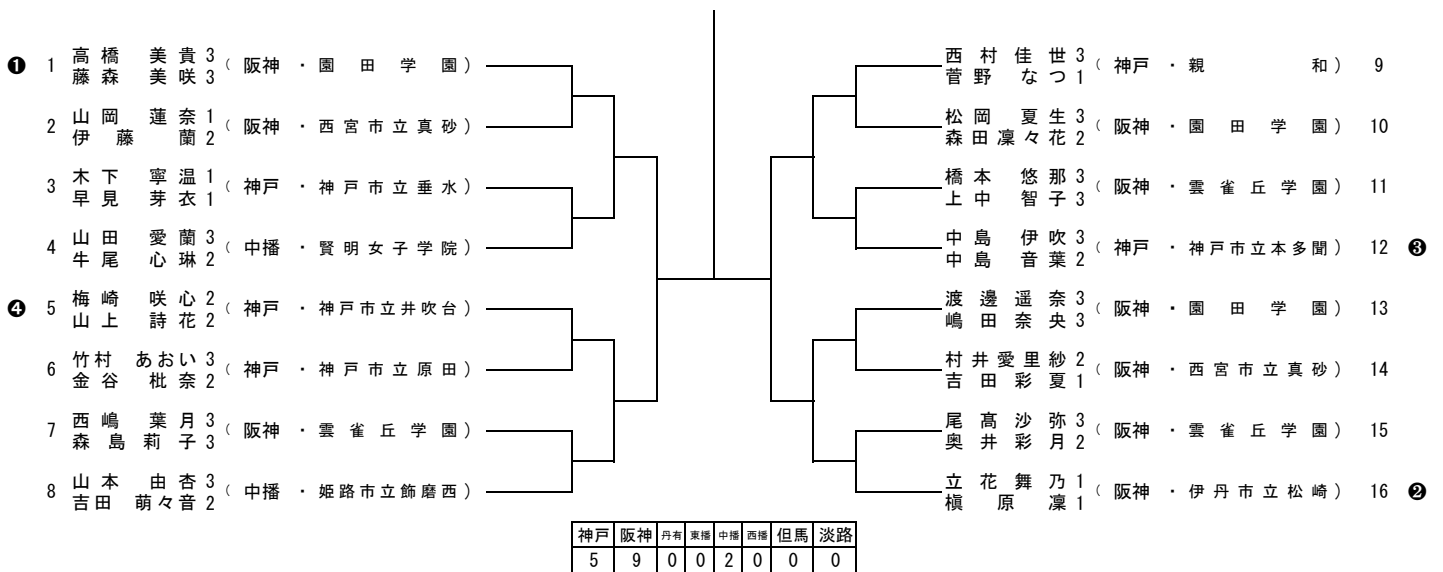 ❶ 1 高橋 美貴 3 (阪神・園田学園)
藤森 美咲 3
2 山岡 蓮奈 1 (阪神・西宮市立真砂)
伊藤 蘭 2
3 木下 寧温 1 (神戸・神戸市立垂水)
早見 芽衣 1
4 山田 愛蘭 3 (中播・賢明女子学院)
牛尾 心琳 2
❹ 5 梅崎 咲心 2 (神戸・神戸市立井吹台)
山上 詩花 2
6 竹村 あおい 3 (神戸・神戸市立原田)
金谷 枇奈 2
7 西嶋 葉月 3 (阪神・雲雀丘学園)
森島 莉子 3
8 山本 由杏 3 (中播・姫路市立飾磨西)
吉田 萌々音 2
西村佳世 3 (神戸・親和) 9
菅野 なつ 1
松岡 夏生 3 (阪神・園田学園) 10
森田凜々花 2
橋本 悠那 3 (阪神・雲雀丘学園) 11
上中 智子 3
中島 伊吹 3 (神戸・神戸市立本多聞) 12 ❸
中島 音葉 2
渡邊遥奈 3 (阪神・園田学園) 13
嶋田奈央 3
村井愛里紗 2 (阪神・西宮市立真砂) 14
吉田彩夏 1
尾髙沙弥 3 (阪神・雲雀丘学園) 15
奥井彩月 2
立花舞乃 1 (阪神・伊丹市立松崎) 16 ❷
槇原凜 1
神戸 阪神 丹有 東播 中播 西播 但馬 淡路
5 9 0 0 2 0 0 0